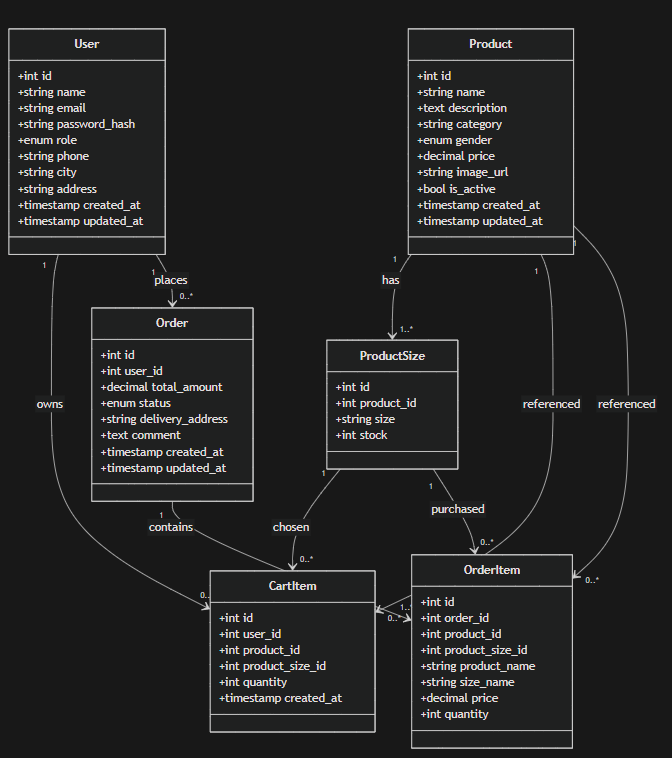 User
+int id
+string name
+string email
+string password_hash
+enum role
+string phone
+string city
+string address
+timestamp created_at
+timestamp updated_at
Product
+int id
+string name
+text description
+string category
+enum gender
+decimal price
+string image_url
+bool is_active
+timestamp created_at
+timestamp updated_at
1
1
1
1
1
places
has
0..*
1..*
Order
+int id
+int user_id
+decimal total_amount
+enum status
+string delivery_address
+text comment
+timestamp created_at
+timestamp updated_at
ProductSize
+int id
+int product_id
+string size
+int stock
owns
referenced
referenced
1
1
1
contains
chosen
purchased
0..*
0..*
0..*
0..
CartItem
+int id
+int user_id
+int product_id
+int product_size_id
+int quantity
+timestamp created_at
1..
0..*
OrderItem
+int id
+int order_id
+int product_id
+int product_size_id
+string product_name
+string size_name
+decimal price
+int quantity